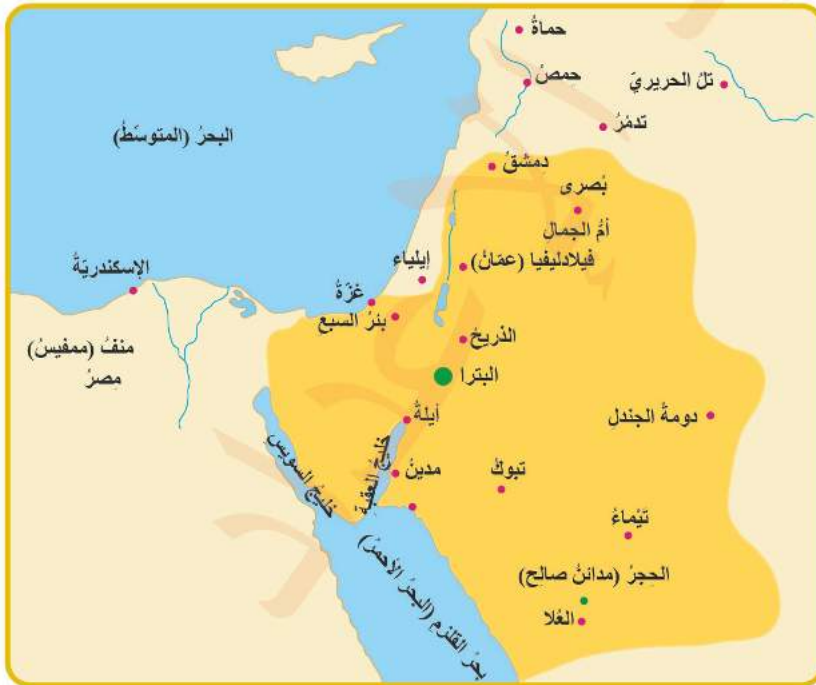 حماةُ
حِمصُ
تلُ الحريريّ
تدمُرُ
البحرُ (المتوسّطُ)
دمشقُ
بُصرى
أمُ الجمالِ
فيلادليفيا (عمّانُ)
إيلياء
الإسكندريّةُ
غزّةُ
بئرُ السبعِ
الذريحُ
منفُ (ممفيسُ)
مِصرُ
البترا
أيلةُ
دومةُ الجندلِ
خليجُ السويسِ
خليجُ العقبةِ
مدينُ
تبوكُ
تيْماءُ
الحِجرُ (مدائنُ صالحٍ)
العُلا
بحرُ القلزمِ (البحرُ الأحمرُ)